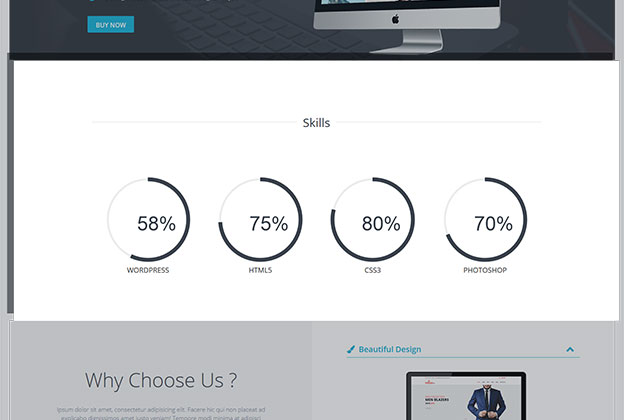 BUY NOW
Skills
58%
75%
80%
70%
WORDPRESS
HTML5
CSS3
PHOTOSHOP
Beautiful Design
Why Choose Us ?
MEN BLAZERS
Ipsum dolor sit amet, consectetur adipisicing elit. Facere hic qui non placeat ad